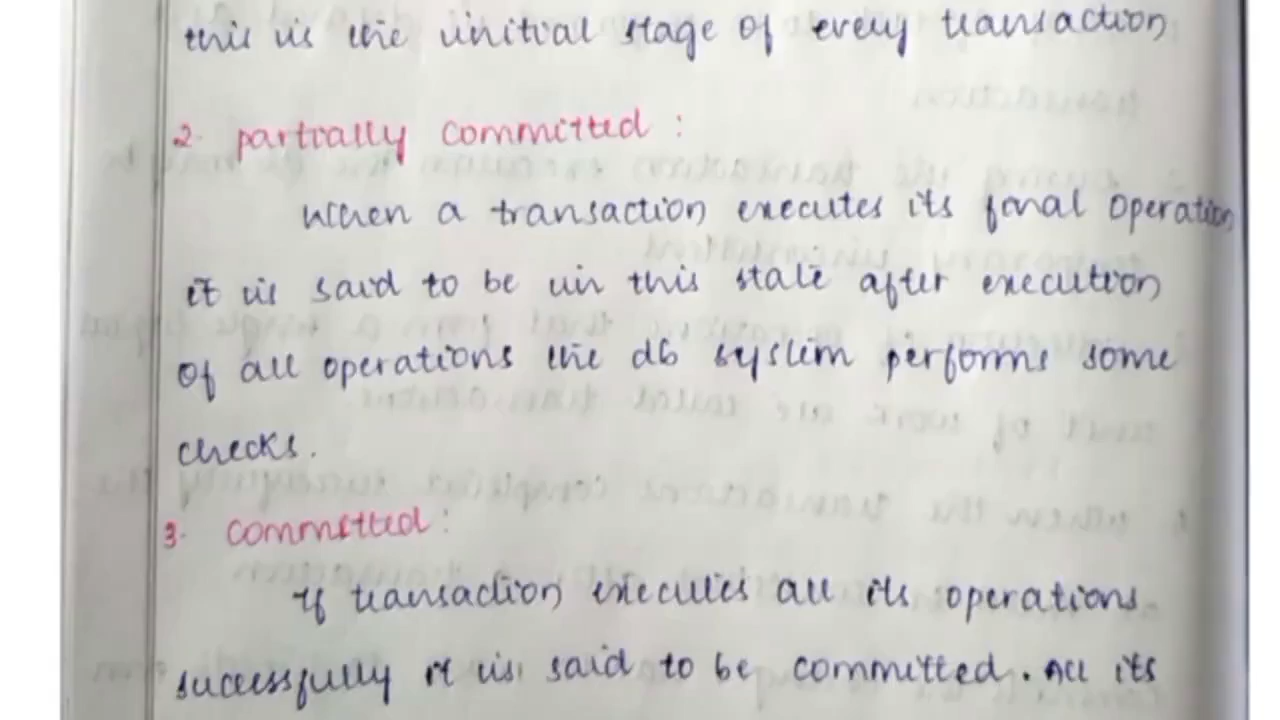 this is the initial stage of every transaction
2. partially committed :
When a transaction executes its final operation
it is said to be in this state after execution
of all operations the db system performs some
checks.
3. committed :
If transaction executes all its operations
sucessfully it is said to be committed. All its